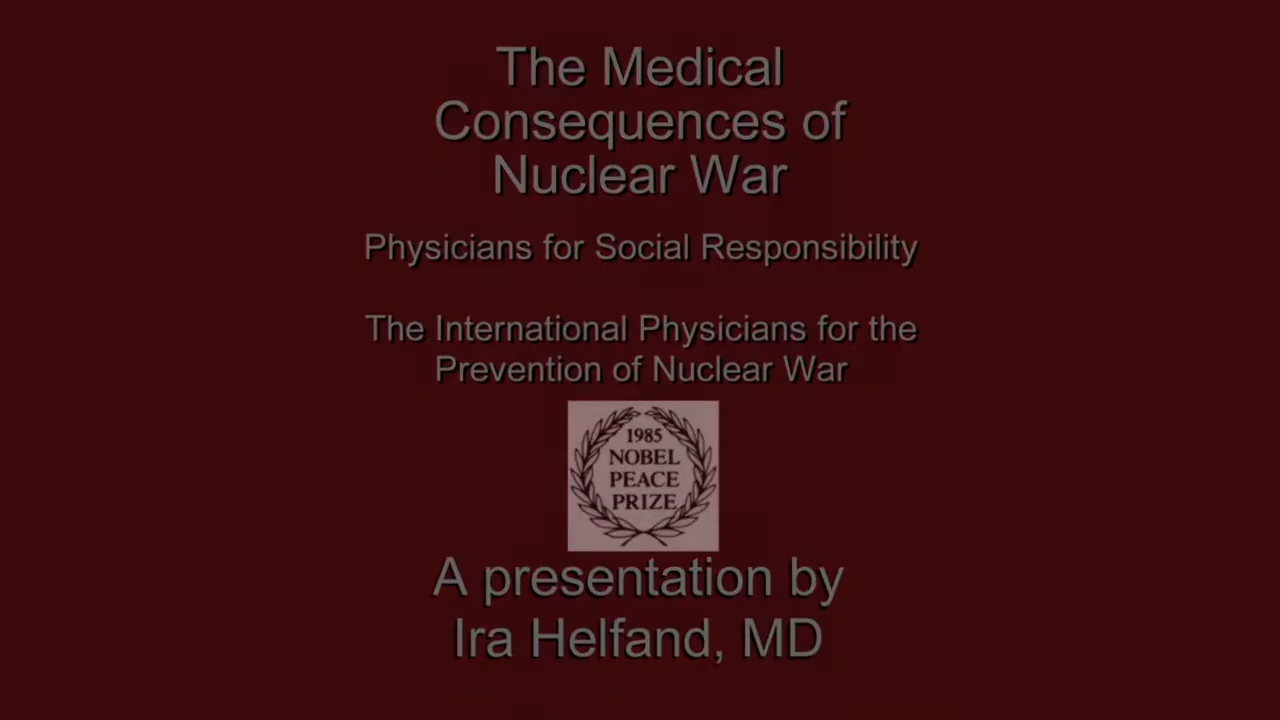 The Medical
Consequences of
Nuclear War
Physicians for Social Responsibility
The International Physicians for the
Prevention of Nuclear War
1985
NOBEL
PEACE
PRIZE
A presentation by
Ira Helfand, MD